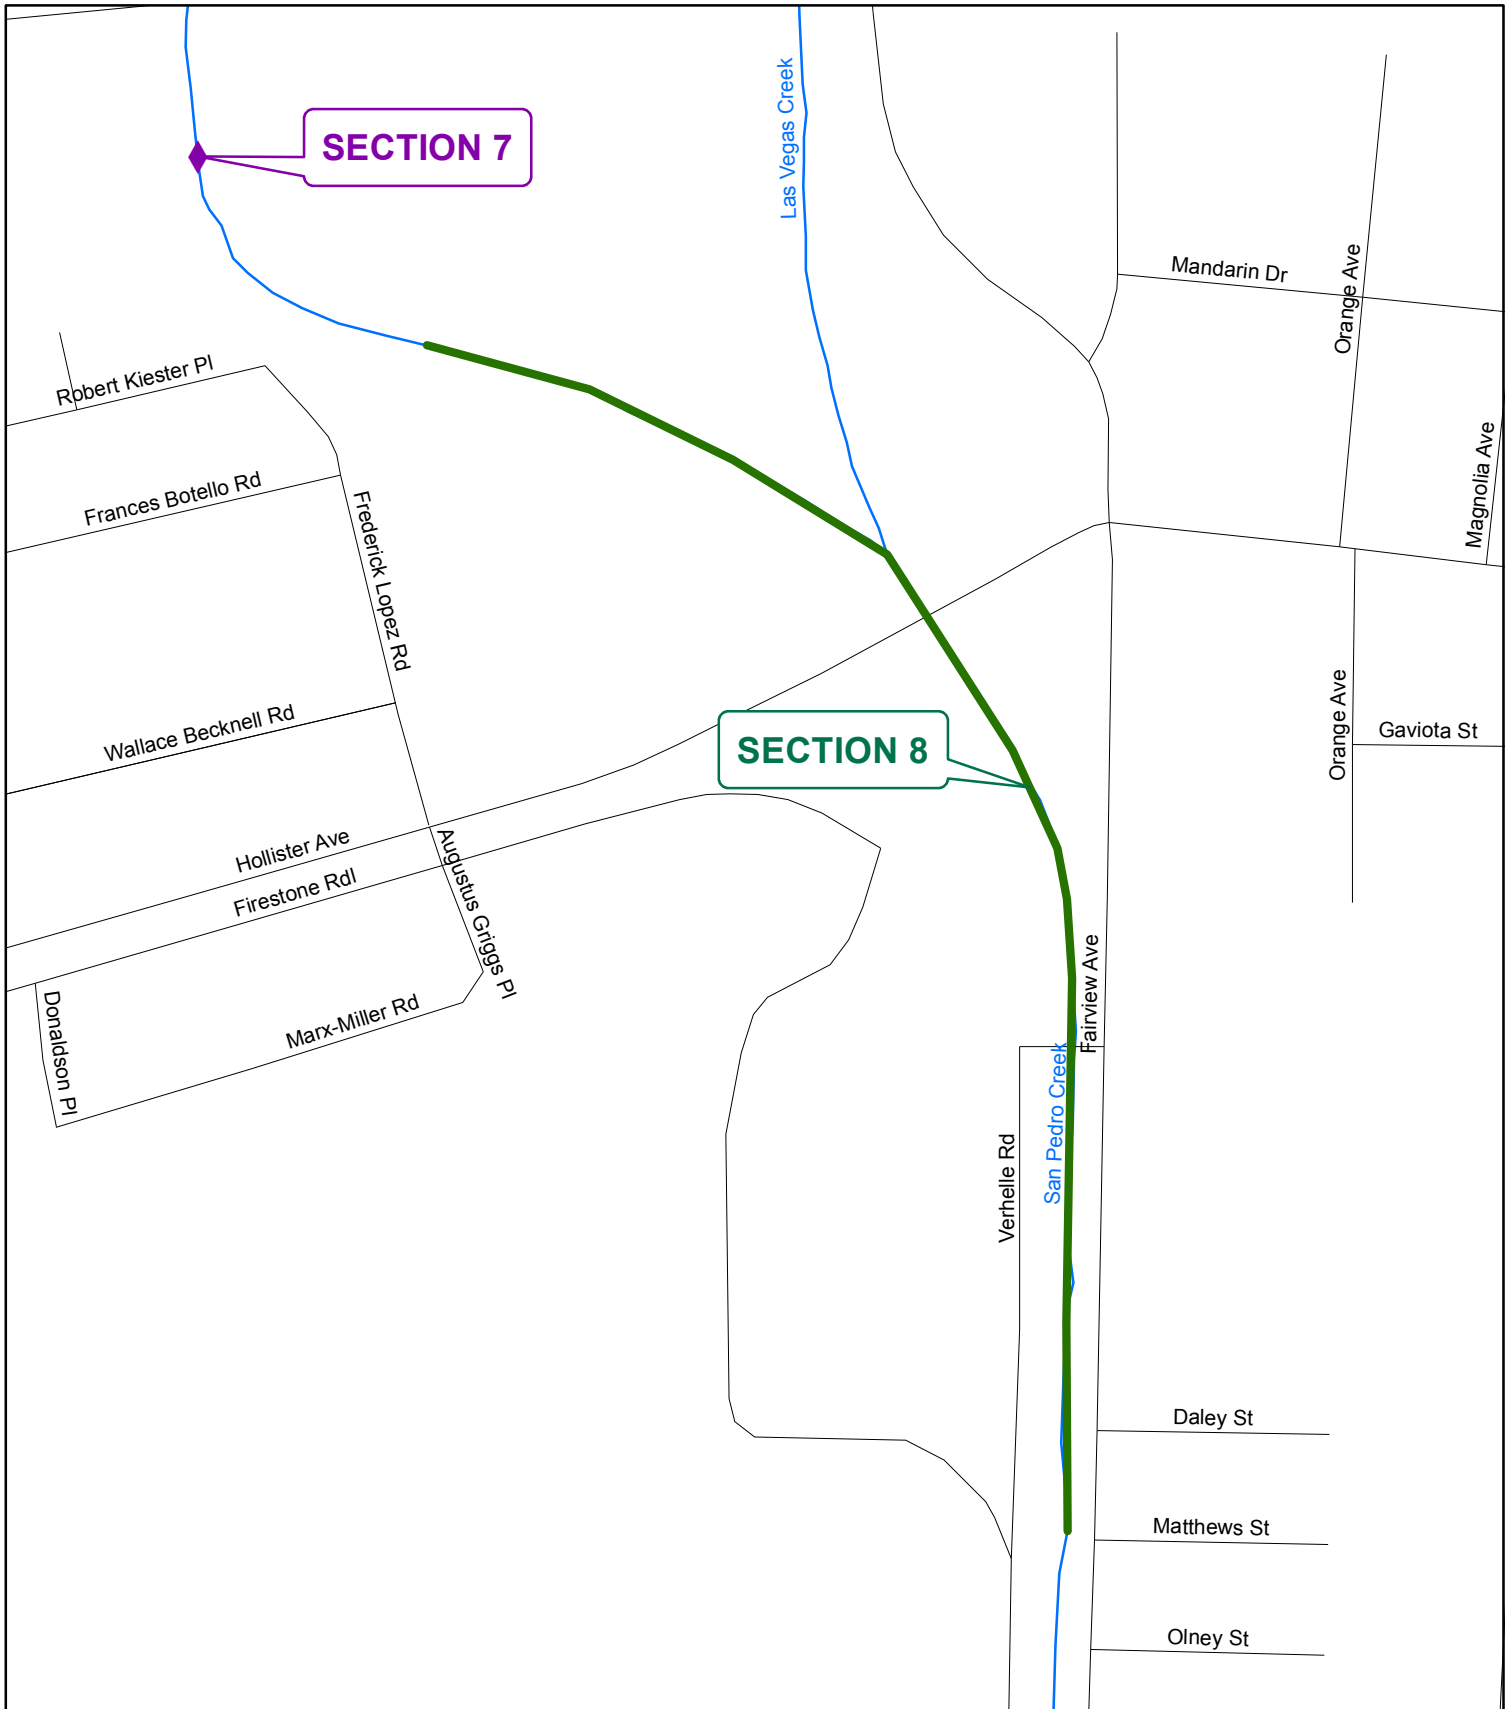 Las Vegas Creek
SECTION 7
Mandarin Dr
Orange Ave
Robert Kiester Pl
Magnolia Ave
Frances Botello Rd
Frederick Lopez Rd
Wallace Becknell Rd
SECTION 8
Orange Ave
Gaviota St
Hollister Ave
Firestone Rdl
Augustus Griggs Pl
Fairview Ave
Donaldson Pl
Marx-Miller Rd
San Pedro Creek
Verhelle Rd
Daley St
Matthews St
Olney St